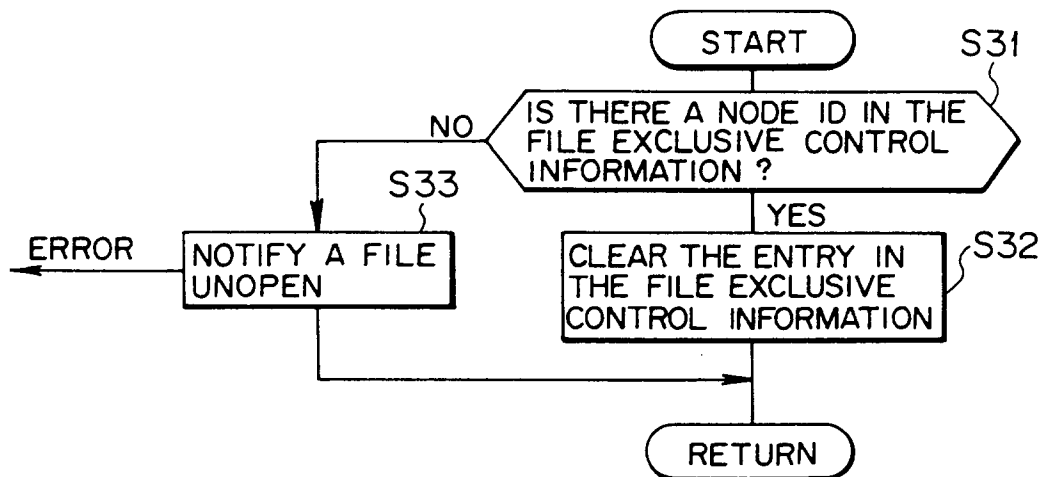 START
S31
IS THERE A NODE ID IN THE
FILE EXCLUSIVE CONTROL
INFORMATION ?
NO
S33
YES
ERROR
NOTIFY A FILE
UNOPEN
CLEAR THE ENTRY IN
THE FILE EXCLUSIVE
CONTROL INFORMATION
S32
RETURN